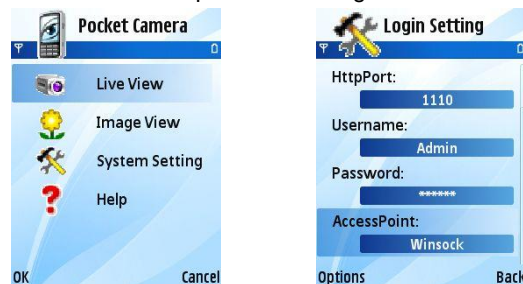 Pocket Camera
Live View
Image View
System Setting
Help
OK Cancel
Login Setting
HttpPort:
1110
Username:
Admin
Password:
******
AccessPoint:
Winsock
Options Back